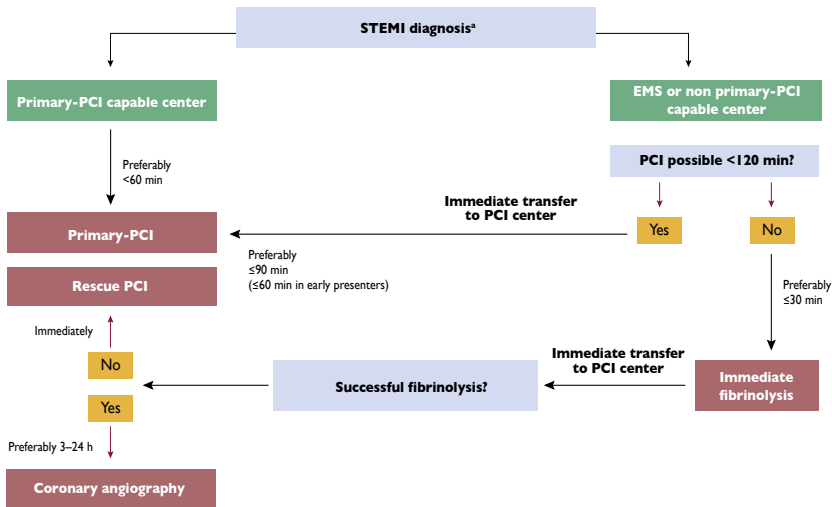 STEMI diagnosisᵃ
Primary-PCI capable center
EMS or non primary-PCI
capable center
Preferably
<60 min
PCI possible <120 min?
Immediate transfer
to PCI center
Yes
No
Primary-PCI
Preferably
≤90 min
(≤60 min in early presenters)
Preferably
≤30 min
Rescue PCI
Immediately
No
Yes
Successful fibrinolysis?
Immediate transfer
to PCI center
Immediate
fibrinolysis
Preferably 3–24 h
Coronary angiography